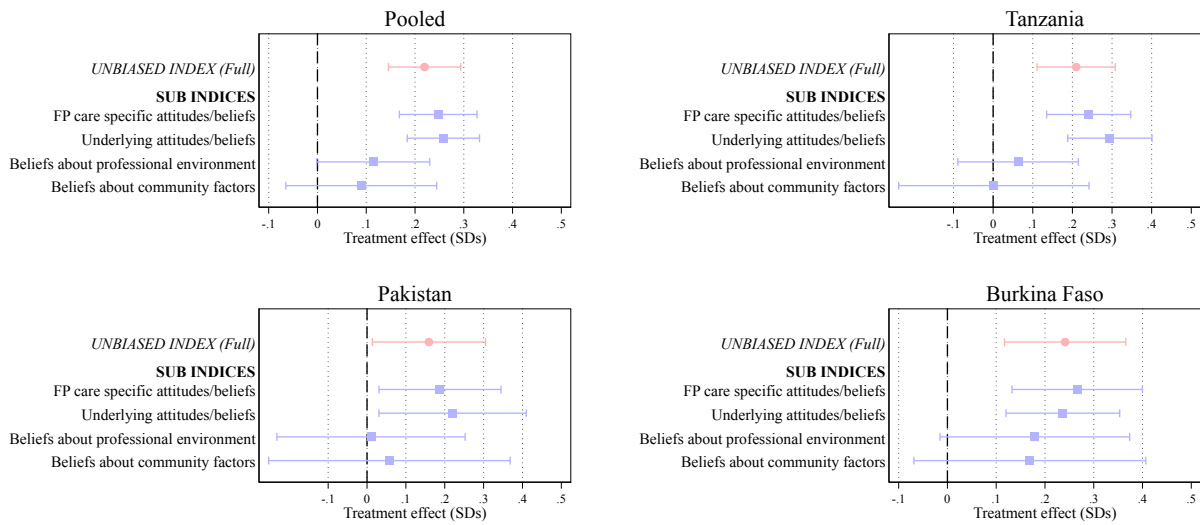 Pooled
UNBIASED INDEX (Full)
SUB INDICES
FP care specific attitudes/beliefs
Underlying attitudes/beliefs
Beliefs about professional environment
Beliefs about community factors
-.1 0 .1 .2 .3 .4 .5
Treatment effect (SDs)
Tanzania
UNBIASED INDEX (Full)
SUB INDICES
FP care specific attitudes/beliefs
Underlying attitudes/beliefs
Beliefs about professional environment
Beliefs about community factors
-.1 0 .1 .2 .3 .4 .5
Treatment effect (SDs)
Pakistan
UNBIASED INDEX (Full)
SUB INDICES
FP care specific attitudes/beliefs
Underlying attitudes/beliefs
Beliefs about professional environment
Beliefs about community factors
-.1 0 .1 .2 .3 .4 .5
Treatment effect (SDs)
Burkina Faso
UNBIASED INDEX (Full)
SUB INDICES
FP care specific attitudes/beliefs
Underlying attitudes/beliefs
Beliefs about professional environment
Beliefs about community factors
-.1 0 .1 .2 .3 .4 .5
Treatment effect (SDs)